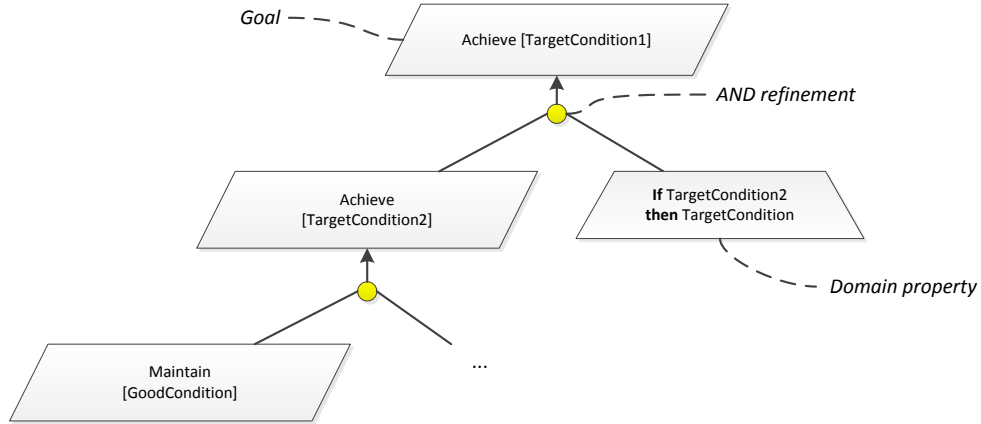 Goal
Achieve [TargetCondition1]
AND refinement
Achieve
[TargetCondition2]
If TargetCondition2
then TargetCondition
Domain property
Maintain
[GoodCondition]
...